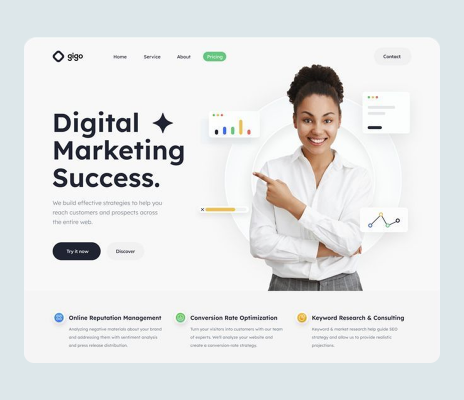 gigo
Home Service About Pricing Contact
Digital
Marketing
Success.
We build effective strategies to help you
reach customers and prospects across
the entire web.
Try it now Discover
Online Reputation Management
Analyzing negative materials about your brand
and addressing them with sentiment analysis
and press release distribution.
Conversion Rate Optimization
Turn your visitors into customers with our team
of experts. We'll analyze your website and
create a conversion rate strategy.
Keyword Research & Consulting
Keyword & market research help guide SEO
strategy and allow us to provide realistic
projections.